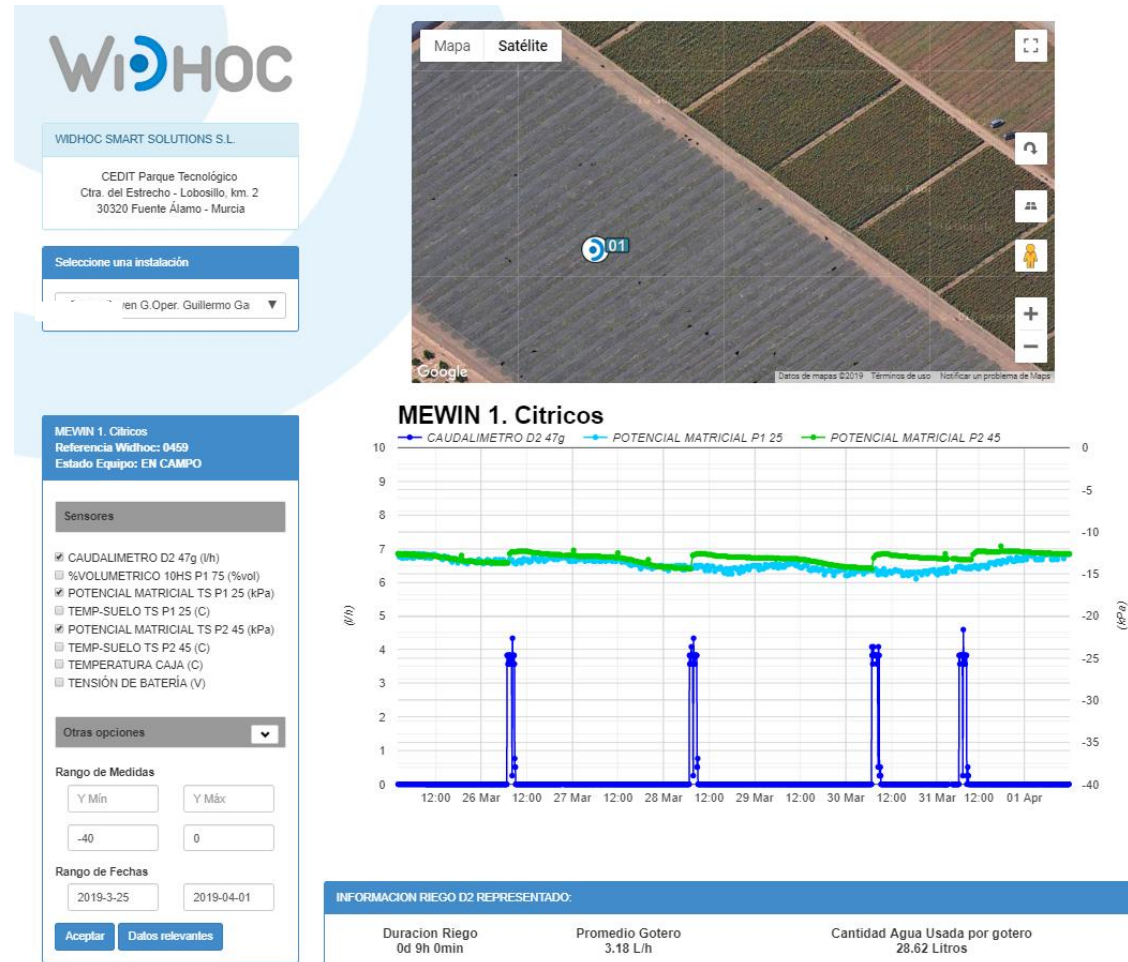 WIDHOC
WIDHOC SMART SOLUTIONS S.L.
CEDIT Parque Tecnológico
Ctra. del Estrecho - Lobosillo, km. 2
30320 Fuente Álamo - Murcia
Seleccione una instalación
ven G.Oper. Guillermo Ga
Mapa Satélite
01
Google
Datos de mapas ©2019 Términos de uso Notificar un problema de Maps
MEWIN 1. Citricos
Referencia Widhoc: 0459
Estado Equipo: EN CAMPO
Sensores
CAUDALIMETRO D2 47g (l/h)
%VOLUMETRICO 10HS P1 75 (%vol)
POTENCIAL MATRICIAL TS P1 25 (kPa)
TEMP-SUELO TS P1 25 (C)
POTENCIAL MATRICIAL TS P2 45 (kPa)
TEMP-SUELO TS P2 45 (C)
TEMPERATURA CAJA (C)
TENSIÓN DE BATERÍA (V)
Otras opciones
Rango de Medidas
Y Mín Y Máx
-40 0
Rango de Fechas
2019-3-25 2019-04-01
Aceptar Datos relevantes
MEWIN 1. Citricos
CAUDALIMETRO D2 47g POTENCIAL MATRICIAL P1 25 POTENCIAL MATRICIAL P2 45
10 0
9
-5
8
-10
7
6 -15
5 -20
(l/h) (kPa)
4
-25
3
-30
2
1 -35
0 -40
12:00 26 Mar 12:00 27 Mar 12:00 28 Mar 12:00 29 Mar 12:00 30 Mar 12:00 31 Mar 12:00 01 Apr
INFORMACION RIEGO D2 REPRESENTADO:
Duracion Riego Promedio Gotero Cantidad Agua Usada por gotero
0d 9h 0min 3.18 L/h 28.62 Litros